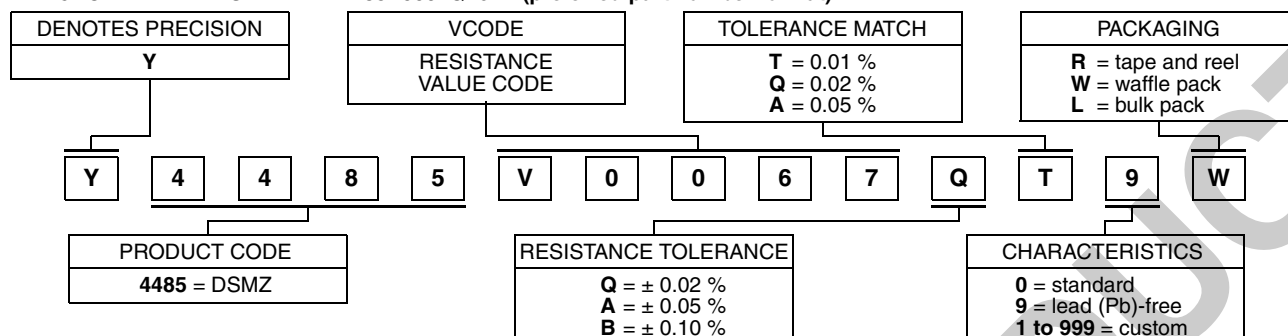 DENOTES PRECISION
Y
VCODE
RESISTANCE
VALUE CODE
TOLERANCE MATCH
T = 0.01 %
Q = 0.02 %
A = 0.05 %
PACKAGING
R = tape and reel
W = waffle pack
L = bulk pack
Y 4 4 8 5 V 0 0 6 7 Q T 9 W
PRODUCT CODE
4485 = DSMZ
RESISTANCE TOLERANCE
Q = ± 0.02 %
A = ± 0.05 %
B = ± 0.10 %
CHARACTERISTICS
0 = standard
9 = lead (Pb)-free
1 to 999 = custom